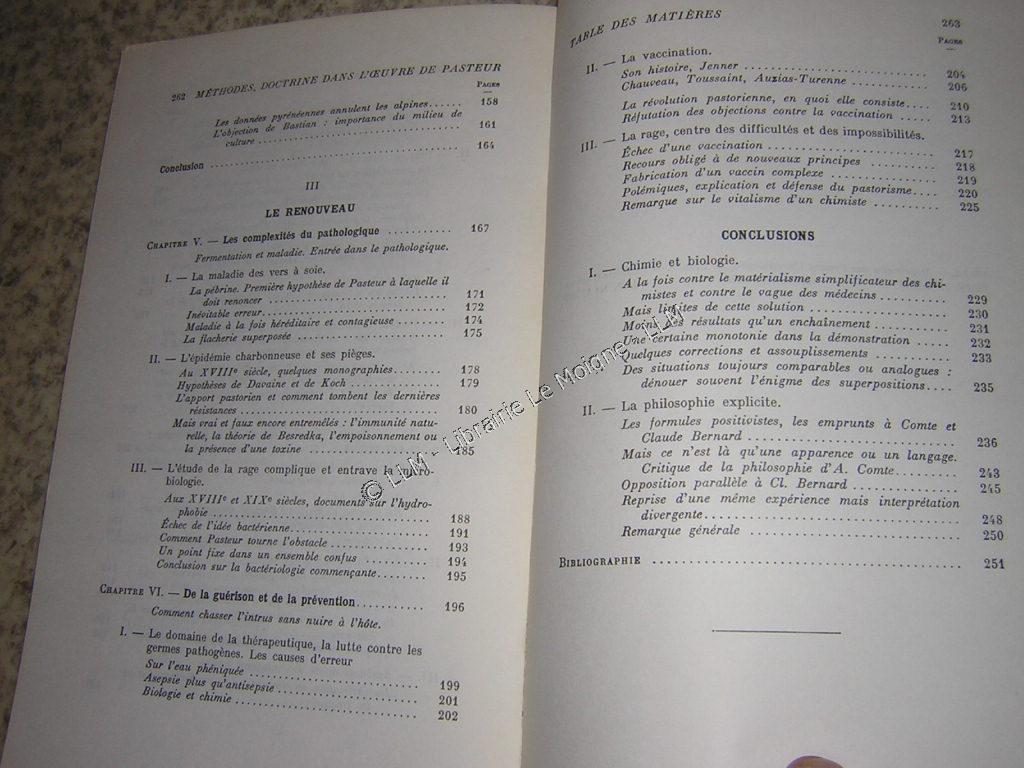 262 MÉTHODES, DOCTRINE DANS L'ŒUVRE DE PASTEUR
PAGES
Les données pyrénéennes annulent les alpines...... 158
L'objection de Bastian : importance du milieu de
culture .......... 161
Conclusion .......... 164
III
LE RENOUVEAU
CHAPITRE V. — Les complexités du pathologique .......... 167
Fermentation et maladie. Entrée dans le pathologique.
I. — La maladie des vers à soie.
La pébrine. Première hypothèse de Pasteur à laquelle il
doit renoncer .......... 171
Inévitable erreur.......... 172
Maladie à la fois héréditaire et contagieuse ....... 174
La flacherie superposée .......... 175
II. — L'épidémie charbonneuse et ses pièges.
Au XVIIIe siècle, quelques monographies....... 178
Hypothèses de Davaine et de Koch .......... 179
L'apport pastorien et comment tombent les dernières
résistances .......... 180
Mais vrai et faux encore entremêlés : l'immunité natu-
relle, la théorie de Besredka, l'empoisonnement ou
la présence d'une toxine .......... 185
III. — L'étude de la rage complique et entrave la micro-
biologie.
Aux XVIIIe et XIXe siècles, documents sur l'hydro-
phobie .......... 188
Échec de l'idée bactérienne.......... 191
Comment Pasteur tourne l'obstacle .......... 193
Un point fixe dans un ensemble confus .......... 194
Conclusion sur la bactériologie commençante........ 195
CHAPITRE VI. — De la guérison et de la prévention.......... 196
Comment chasser l'intrus sans nuire à l'hôte.
I. — Le domaine de la thérapeutique, la lutte contre les
germes pathogènes. Les causes d'erreur
Sur l'eau phéniquée .......... 199
Asepsie plus qu'antisepsie .......... 201
Biologie et chimie .......... 202
TABLE DES MATIÈRES 263
PAGES
II. — La vaccination.
Son histoire, Jenner .......... 204
Chauveau, Toussaint, Auxias-Turenne .......... 206
La révolution pastorienne, en quoi elle consiste.... 210
Réfutation des objections contre la vaccination ..... 213
III. — La rage, centre des difficultés et des impossibilités.
Échec d'une vaccination .......... 217
Recours obligé à de nouveaux principes ........ 218
Fabrication d'un vaccin complexe .......... 219
Polémiques, explication et défense du pastorisme.... 220
Remarque sur le vitalisme d'un chimiste .......... 225
CONCLUSIONS
I. — Chimie et biologie.
A la fois contre le matérialisme simplificateur des chi-
mistes et contre le vague des médecins .......... 229
Mais limites de cette solution .......... 230
Moins des résultats qu'un enchaînement .......... 231
Une certaine monotonie dans la démonstration ..... 232
Quelques corrections et assouplissements .......... 233
Des situations toujours comparables ou analogues :
dénouer souvent l'énigme des superpositions.... 235
II. — La philosophie explicite.
Les formules positivistes, les emprunts à Comte et
Claude Bernard .......... 236
Mais ce n'est là qu'une apparence ou un langage.
Critique de la philosophie d'A. Comte......... 243
Opposition parallèle à Cl. Bernard .......... 245
Reprise d'une même expérience mais interprétation
divergente.......... 248
Remarque générale .......... 250
BIBLIOGRAPHIE .......... 251
© LLM - Librairie Le Moigne - LLM